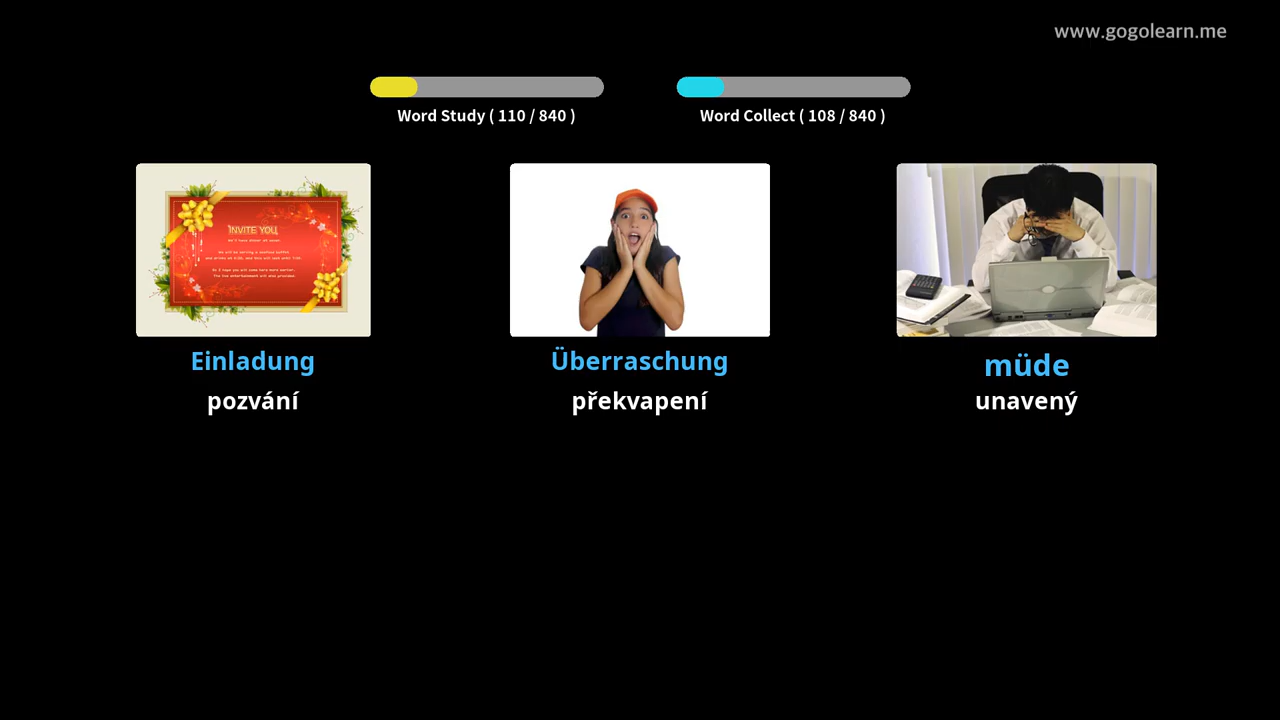 www.gogolearn.me
Word Study ( 110 / 840 )
Word Collect ( 108 / 840 )
INVITE YOU
Einladung
Überraschung
müde
pozvání
překvapení
unavený